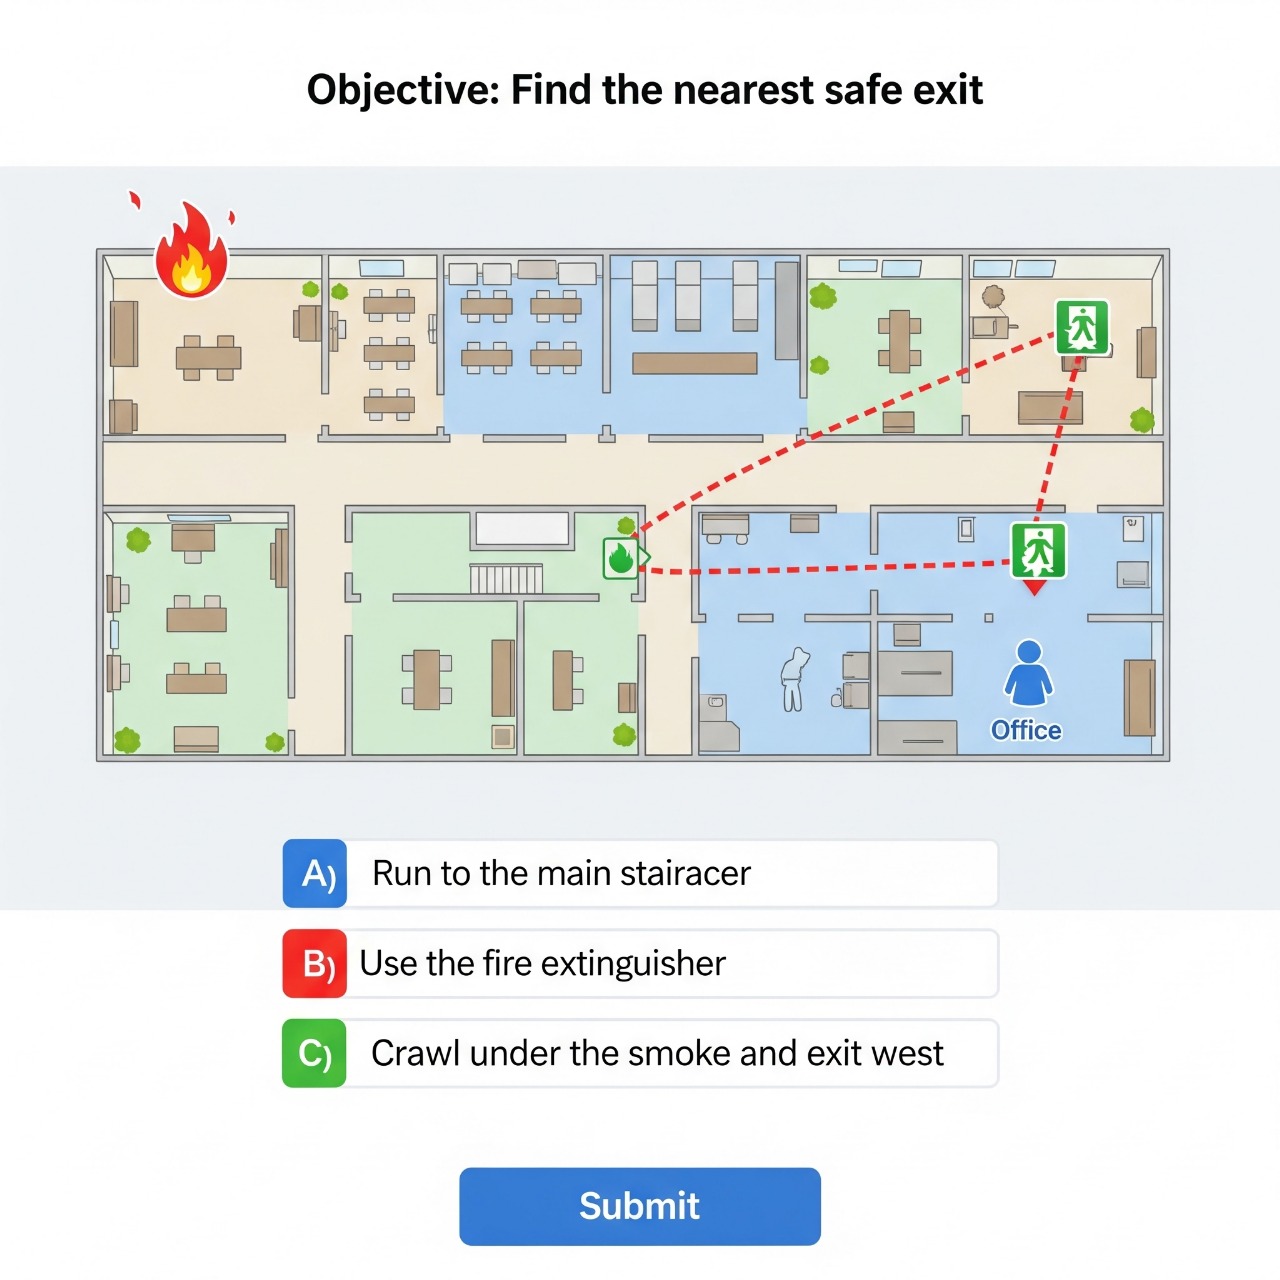 Objective: Find the nearest safe exit
Office
A) Run to the main stairacer
B) Use the fire extinguisher
C) Crawl under the smoke and exit west
Submit